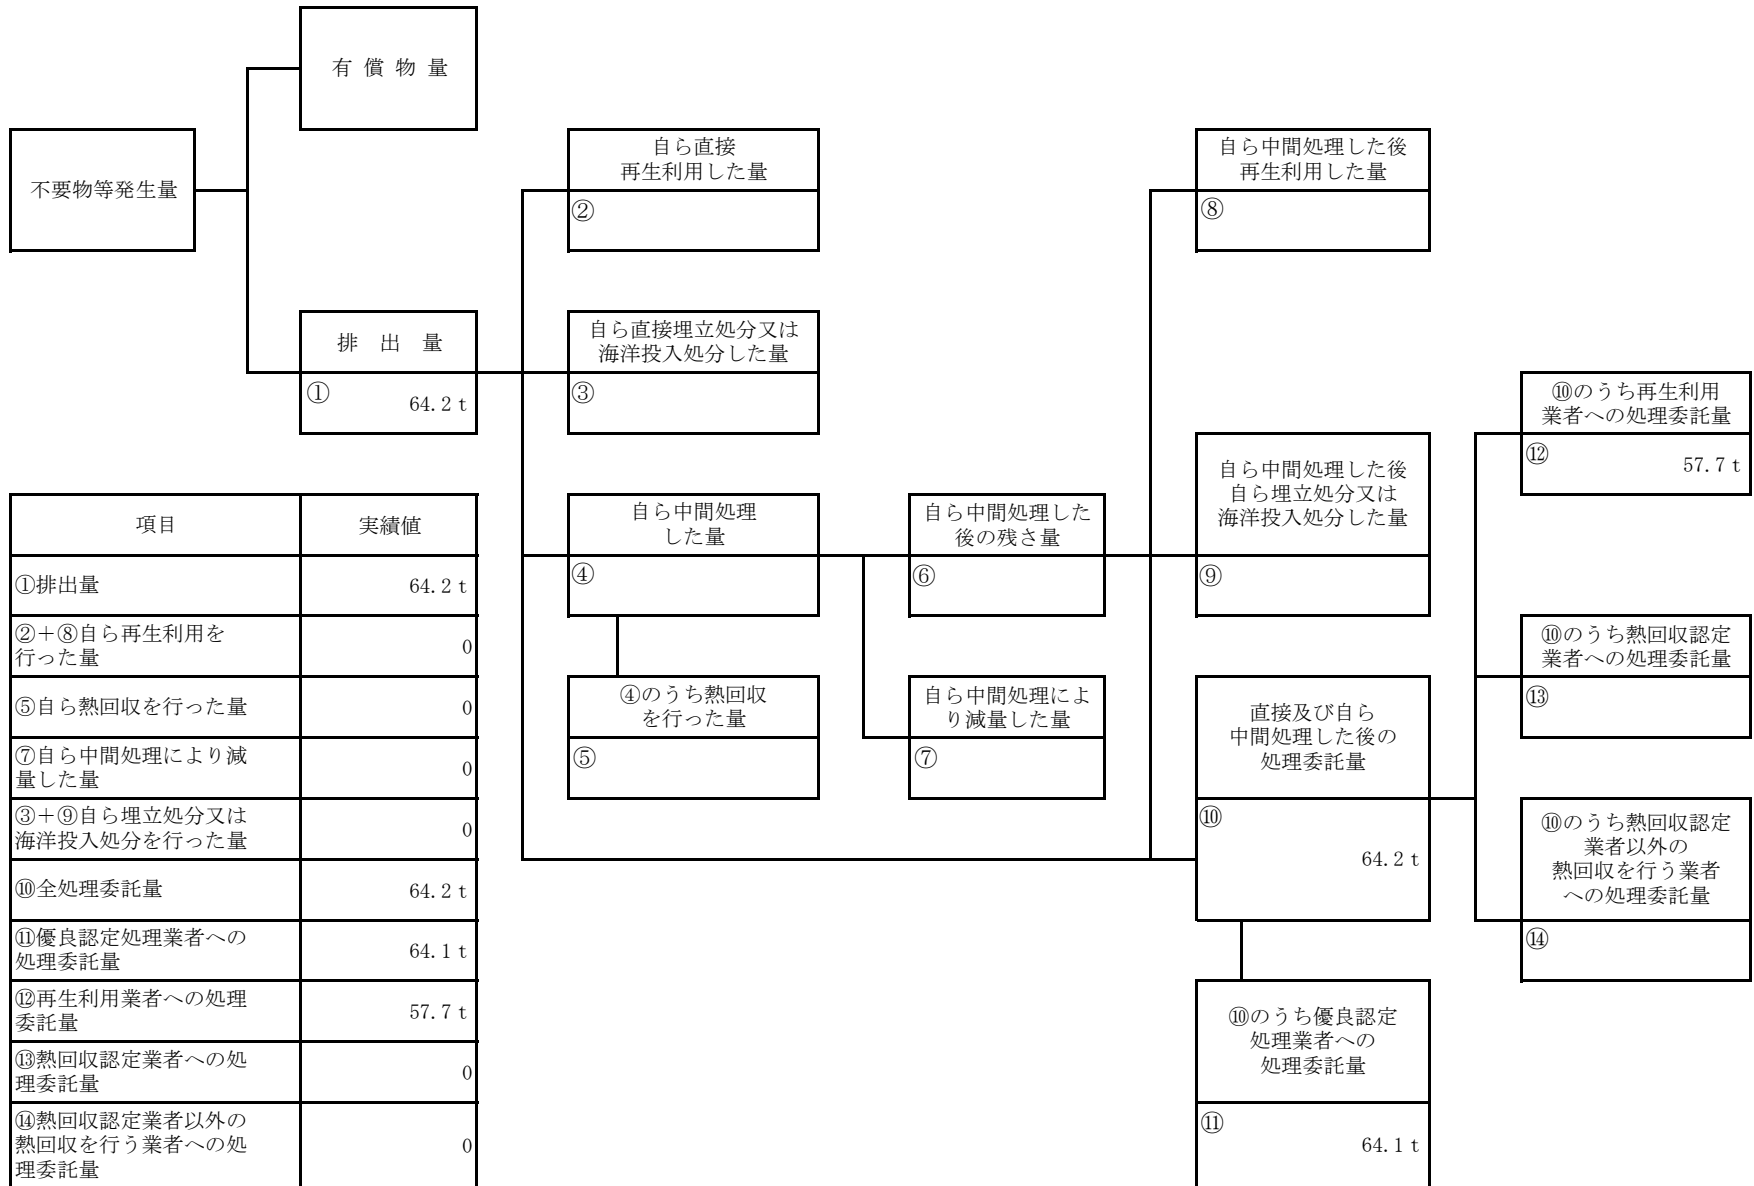 有 償 物 量
不要物等発生量
排 出 量
①
64.2ｔ
自ら直接
再生利用した量
②
自ら直接埋立処分又は
海洋投入処分した量
③
自ら中間処理
した量
④
④のうち熱回収
を行った量
⑤
自ら中間処理した
後の残さ量
⑥
自ら中間処理によ
り減量した量
⑦
自ら中間処理した後
再生利用した量
⑧
自ら中間処理した後
自ら埋立処分又は
海洋投入処分した量
⑨
直接及び自ら
中間処理した後の
処理委託量
⑩
64.2ｔ
⑩のうち優良認定
処理業者への
処理委託量
⑪
64.1ｔ
⑩のうち再生利用
業者への処理委託量
⑫
57.7ｔ
⑩のうち熱回収認定
業者への処理委託量
⑬
⑩のうち熱回収認定
業者以外の
熱回収を行う業者
への処理委託量
⑭
項目 実績値
①排出量 64.2ｔ
②＋⑧自ら再生利用を
行った量 0
⑤自ら熱回収を行った量 0
⑦自ら中間処理により減
量した量 0
③＋⑨自ら埋立処分又は
海洋投入処分を行った量 0
⑩全処理委託量 64.2ｔ
⑪優良認定処理業者への
処理委託量 64.1ｔ
⑫再生利用業者への処理
委託量 57.7ｔ
⑬熱回収認定業者への処
理委託量 0
⑭熱回収認定業者以外の
熱回収を行う業者への処
理委託量 0